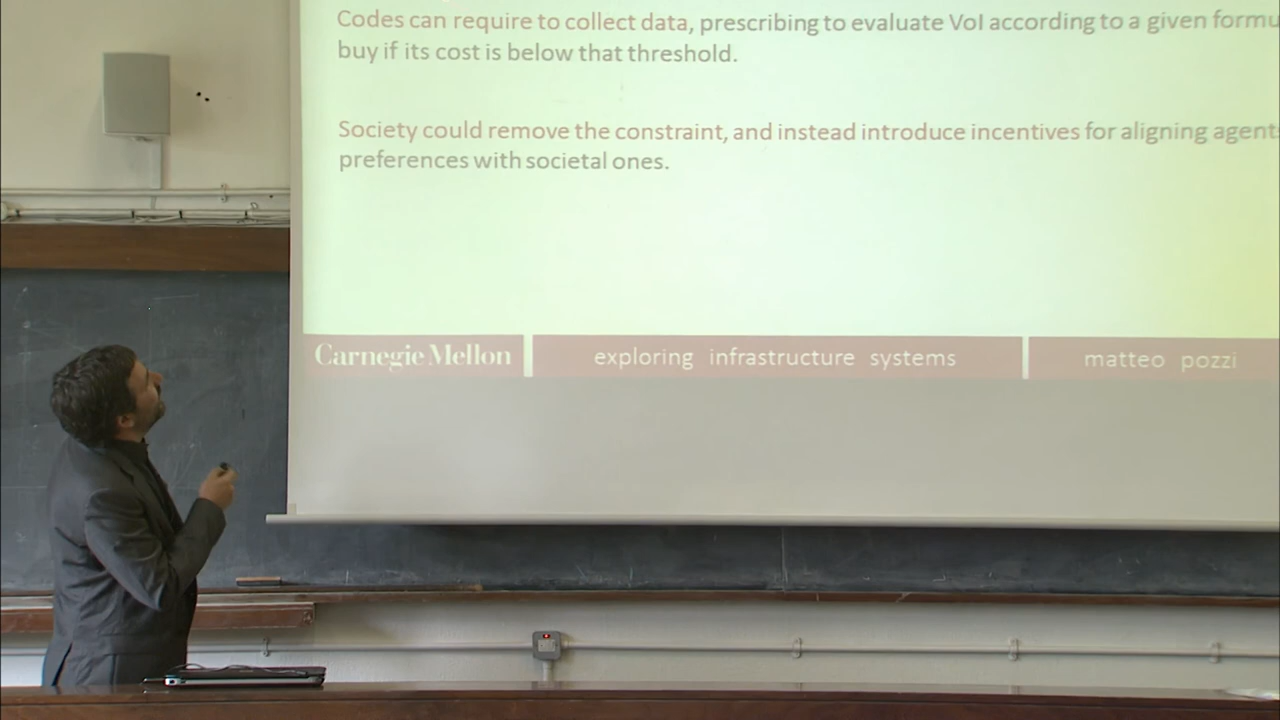 Codes can require to collect data, prescribing to evaluate VoI according to a given formu
buy if its cost is below that threshold.
Society could remove the constraint, and instead introduce incentives for aligning agent
preferences with societal ones.
Carnegie Mellon
exploring infrastructure systems
matteo pozzi